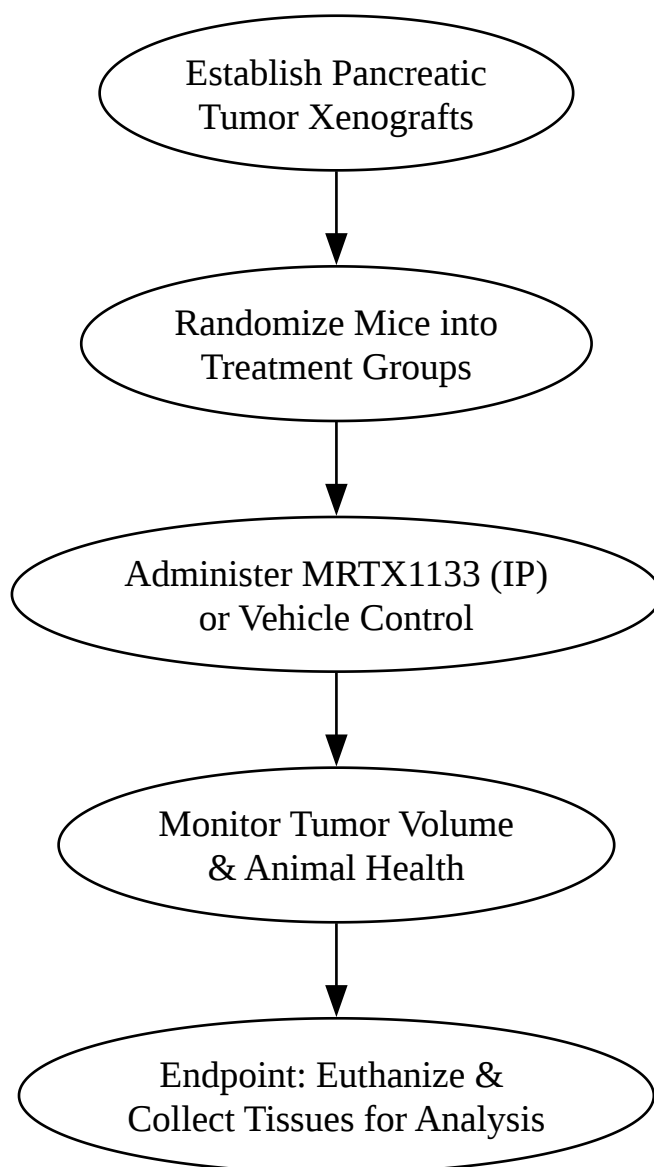 Establish Pancreatic
Tumor Xenografts
Randomize Mice into
Treatment Groups
Administer MRTX1133 (IP)
or Vehicle Control
Monitor Tumor Volume
& Animal Health
Endpoint: Euthanize &
Collect Tissues for Analysis